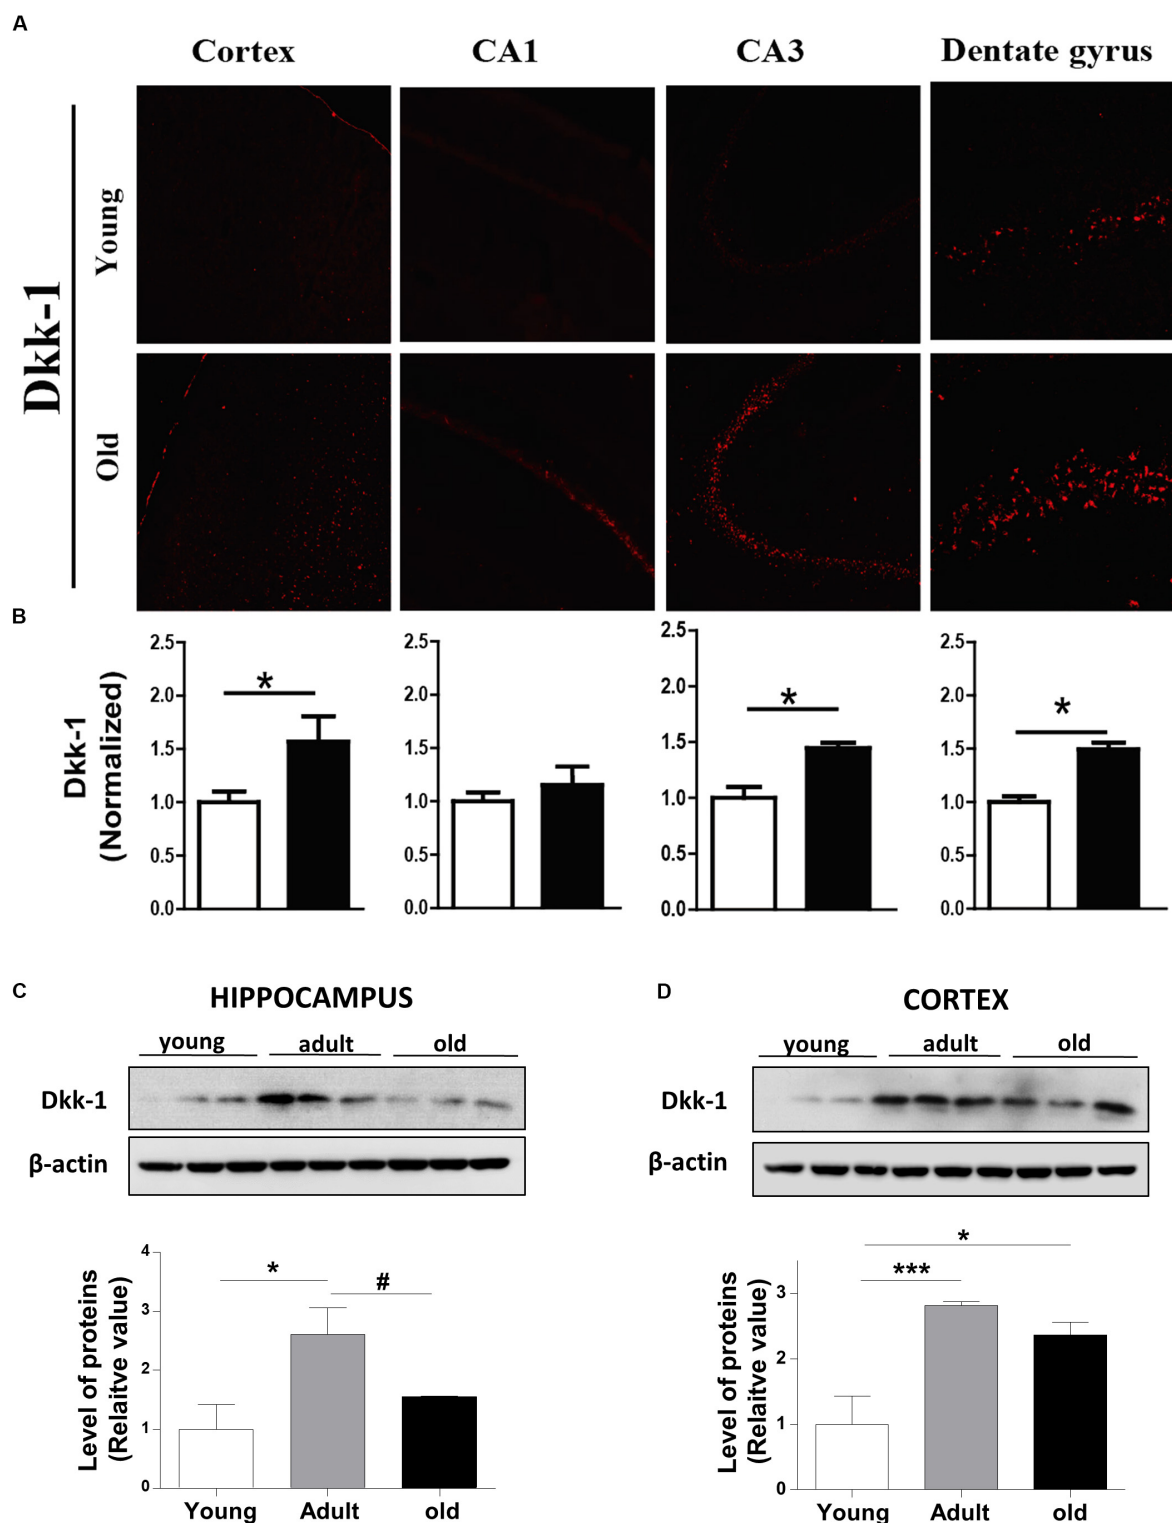 A
Cortex CA1 CA3 Dentate gyrus
Dkk-1
Young
Old
B
Dkk-1
(Normalized)
2.5
2.0
1.5
1.0
0.5
0.0
*
2.5
2.0
1.5
1.0
0.5
0.0
2.5
2.0
1.5
1.0
0.5
0.0
*
2.5
2.0
1.5
1.0
0.5
0.0
*
C
HIPPOCAMPUS
young adult old
Dkk-1
β-actin
Level of proteins
(Relaitve value)
4
3
2
1
0
* #
Young Adult old
D
CORTEX
young adult old
Dkk-1
β-actin
Level of proteins
(Relaitve value)
3
2
1
0
*
***
Young Adult old